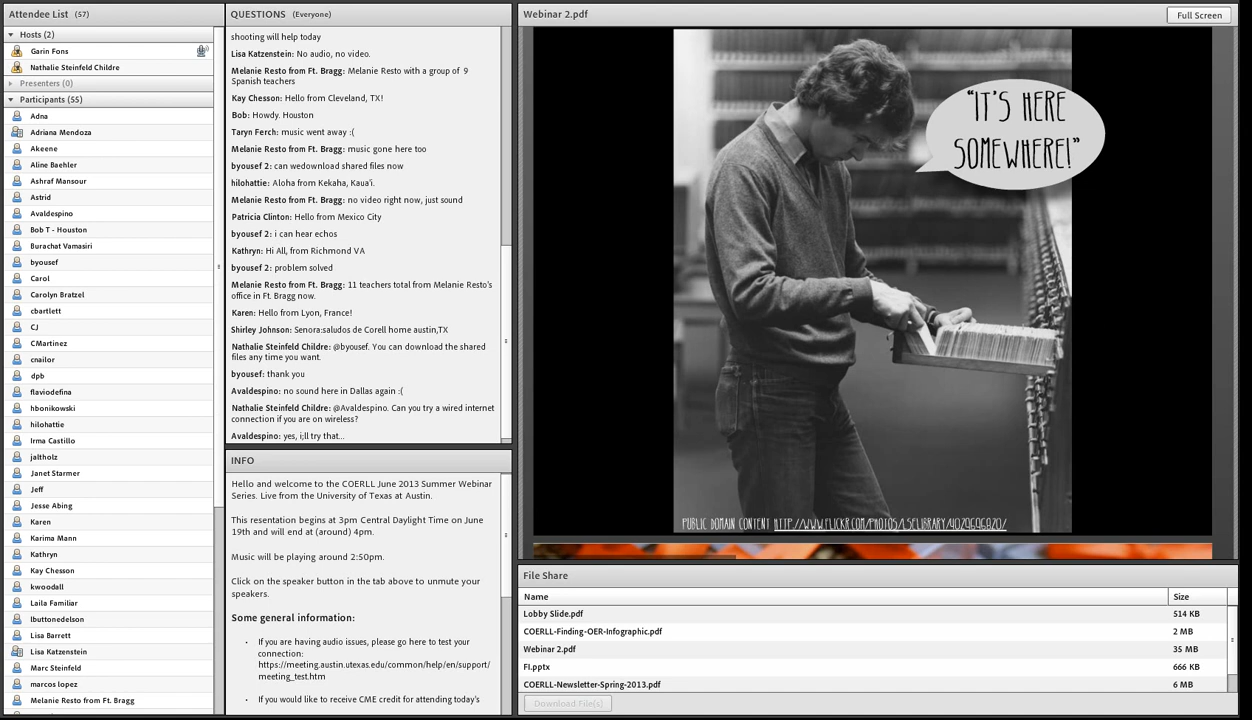 Attendee List (57)
Hosts (2)
Garin Fons
Nathalie Steinfeld Childre
Presenters (0)
Participants (55)
Adna
Adriana Mendoza
Akeene
Aline Baehler
Ashraf Mansour
Astrid
Avaldespino
Bob T - Houston
Burachat Vamasiri
byousef
Carol
Carolyn Bratzel
cbartlett
CJ
CMartinez
cnailor
dpb
flaviodefina
hbonikowski
hilohattie
Irma Castillo
jaltholz
Janet Starmer
Jeff
Jesse Abing
Karen
Karima Mann
Kathryn
Kay Chesson
kwoodall
Laila Familiar
lbuttonedelson
Lisa Barrett
Lisa Katzenstein
Marc Steinfeld
marcos lopez
Melanie Resto from Ft. Bragg
QUESTIONS (Everyone)
shooting will help today
Lisa Katzenstein: No audio, no video.
Melanie Resto from Ft. Bragg: Melanie Resto with a group of 9
Spanish teachers
Kay Chesson: Hello from Cleveland, TX!
Bob: Howdy. Houston
Taryn Ferch: music went away :(
Melanie Resto from Ft. Bragg: music gone here too
byousef 2: can wedownload shared files now
hilohattie: Aloha from Kekaha, Kaua'i.
Melanie Resto from Ft. Bragg: no video right now, just sound
Patricia Clinton: Hello from Mexico City
byousef 2: i can hear echos
Kathryn: Hi All, from Richmond VA
byousef 2: problem solved
Melanie Resto from Ft. Bragg: 11 teachers total from Melanie Resto's
office in Ft. Bragg now.
Karen: Hello from Lyon, France!
Shirley Johnson: Senora:saludos de Corell home austin,TX
Nathalie Steinfeld Childre: @byousef. You can download the shared
files any time you want.
byousef: thank you
Avaldespino: no sound here in Dallas again :(
Nathalie Steinfeld Childre: @Avaldespino. Can you try a wired internet
connection if you are on wireless?
Avaldespino: yes, i;ll try that...
INFO
Hello and welcome to the COERLL June 2013 Summer Webinar
Series. Live from the University of Texas at Austin.
This resentation begins at 3pm Central Daylight Time on June
19th and will end at (around) 4pm.
Music will be playing around 2:50pm.
Click on the speaker button in the tab above to unmute your
speakers.
Some general information:
• If you are having audio issues, please go here to test your
connection:
https://meeting.austin.utexas.edu/common/help/en/support/
meeting_test.htm
• If you would like to receive CME credit for attending today's
Webinar 2.pdf
Full Screen
"IT'S HERE
SOMEWHERE!"
PUBLIC DOMAIN CONTENT HTTP://WWW.FLICKR.COM/PHOTOS/LSELIBRARY/4029696920/
File Share
Name Size
Lobby Slide.pdf 514 KB
COERLL-Finding-OER-Infographic.pdf 2 MB
Webinar 2.pdf 35 MB
FI.pptx 666 KB
COERLL-Newsletter-Spring-2013.pdf 6 MB
Download File(s)